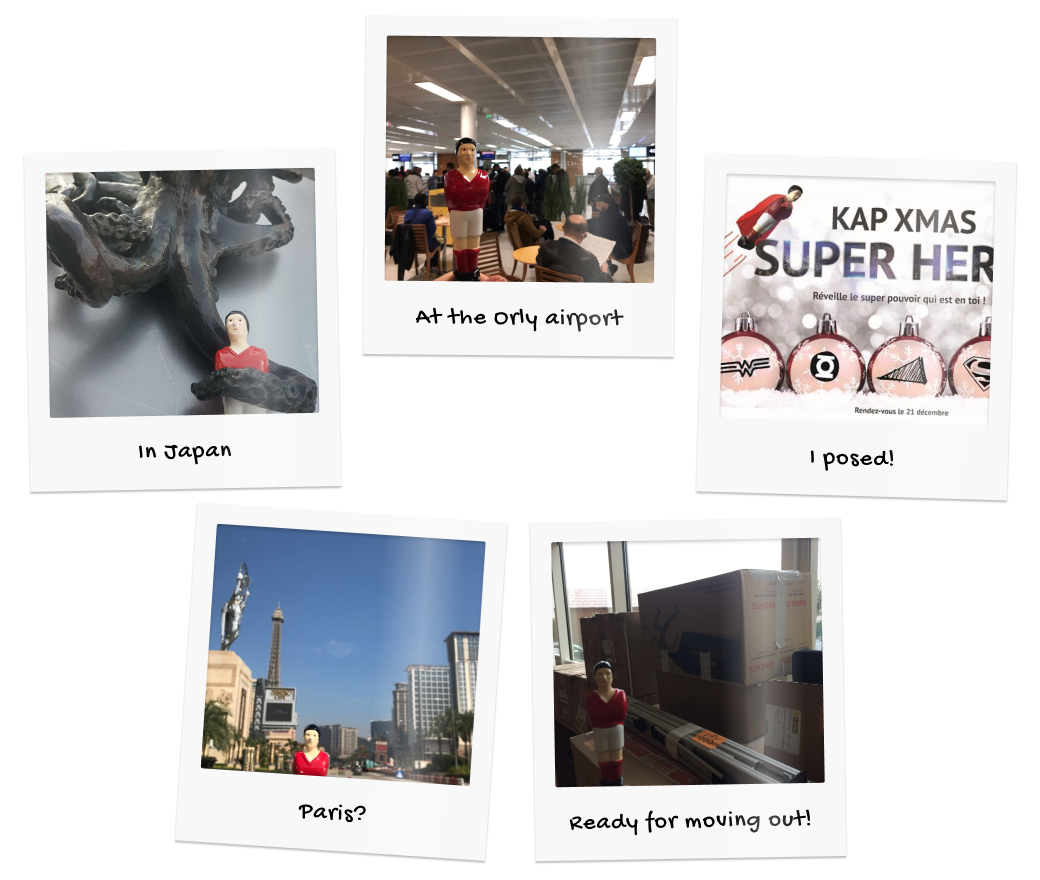 At the Orly airport
In Japan
KAP XMAS
SUPER HER
Réveille le super pouvoir qui est en toi !
Rendez-vous le 21 décembre
I posed!
Paris?
Ready for moving out!